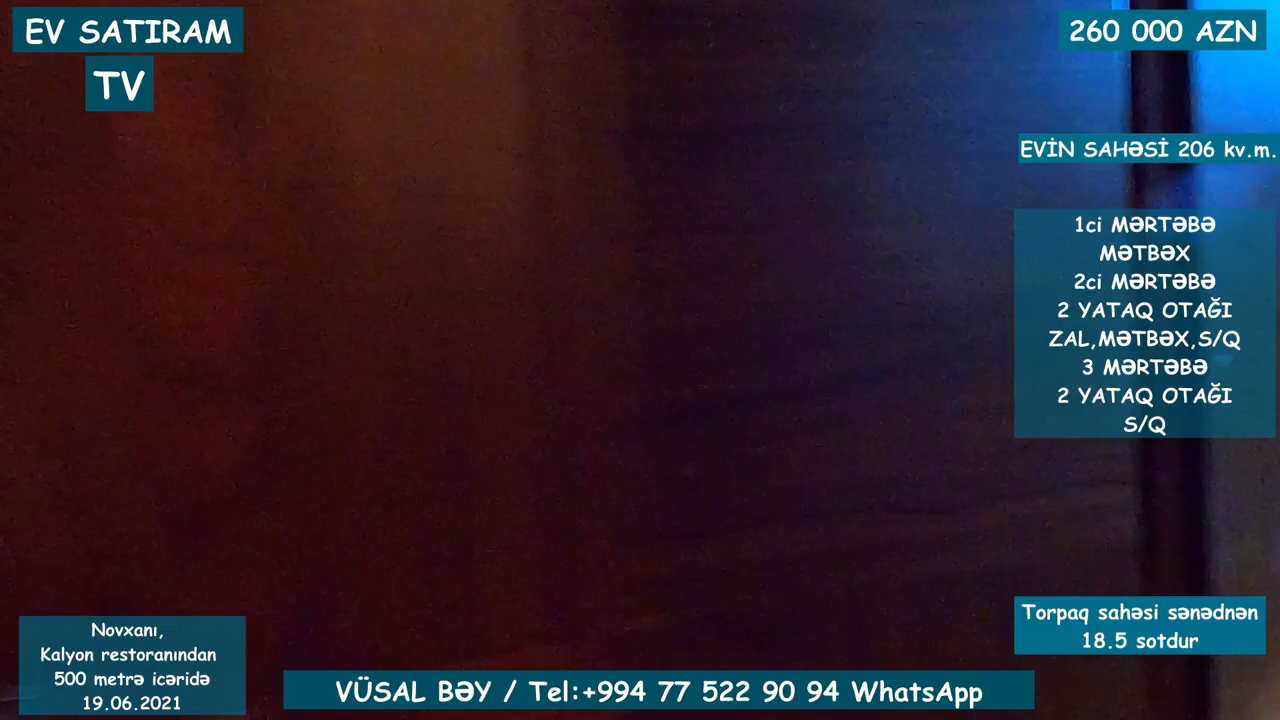 EV SATIRAM
TV
260 000 AZN
EVİN SAHƏSİ 206 kv.m.
1ci MƏRTƏBƏ
MƏTBƏX
2ci MƏRTƏBƏ
2 YATAQ OTAĞI
ZAL,MƏTBƏX,S/Q
3 MƏRTƏBƏ
2 YATAQ OTAĞI
S/Q
Torpaq sahəsi sənədnən
18.5 sotdur
Novxanı,
Kalyon restoranından
500 metrə icəridə
19.06.2021
VÜSAL BƏY / Tel:+994 77 522 90 94 WhatsApp